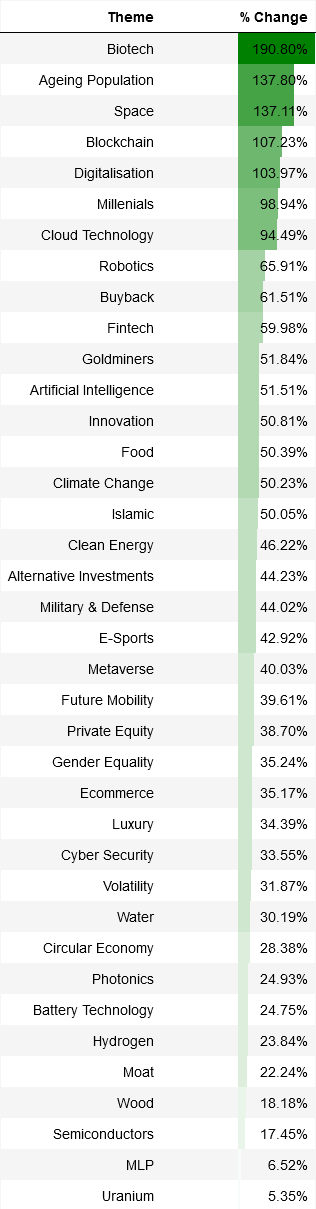 Theme % Change
Biotech 190.80%
Ageing Population 137.80%
Space 137.11%
Blockchain 107.23%
Digitalisation 103.97%
Millenials 98.94%
Cloud Technology 94.49%
Robotics 65.91%
Buyback 61.51%
Fintech 59.98%
Goldminers 51.84%
Artificial Intelligence 51.51%
Innovation 50.81%
Food 50.39%
Climate Change 50.23%
Islamic 50.05%
Clean Energy 46.22%
Alternative Investments 44.23%
Military & Defense 44.02%
E-Sports 42.92%
Metaverse 40.03%
Future Mobility 39.61%
Private Equity 38.70%
Gender Equality 35.24%
Ecommerce 35.17%
Luxury 34.39%
Cyber Security 33.55%
Volatility 31.87%
Water 30.19%
Circular Economy 28.38%
Photonics 24.93%
Battery Technology 24.75%
Hydrogen 23.84%
Moat 22.24%
Wood 18.18%
Semiconductors 17.45%
MLP 6.52%
Uranium 5.35%